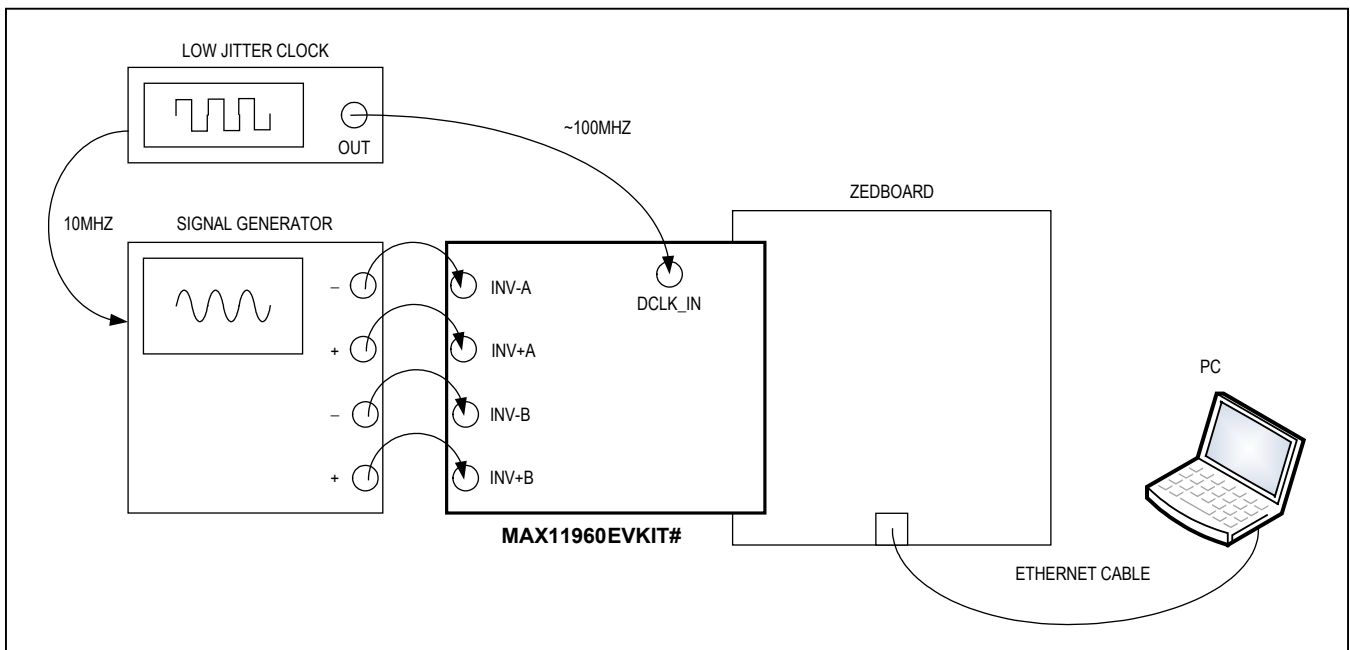 LOW JITTER CLOCK
OUT
~100MHZ
10MHZ
SIGNAL GENERATOR
–
+
–
+
INV-A
INV+A
INV-B
INV+B
DCLK_IN
MAX11960EVKIT#
ZEDBOARD
PC
ETHERNET CABLE